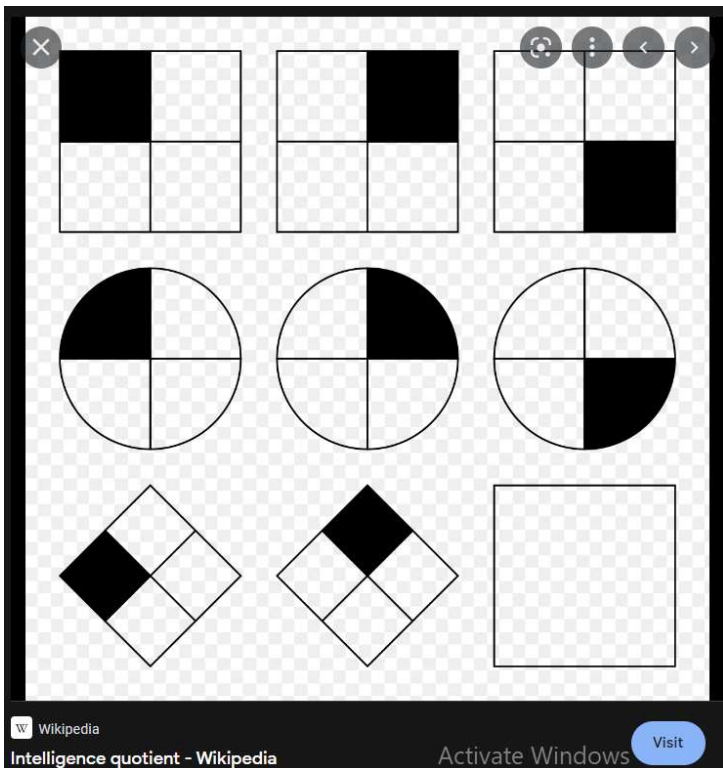 W Wikipedia
Intelligence quotient - Wikipedia
Activate Windows
Visit